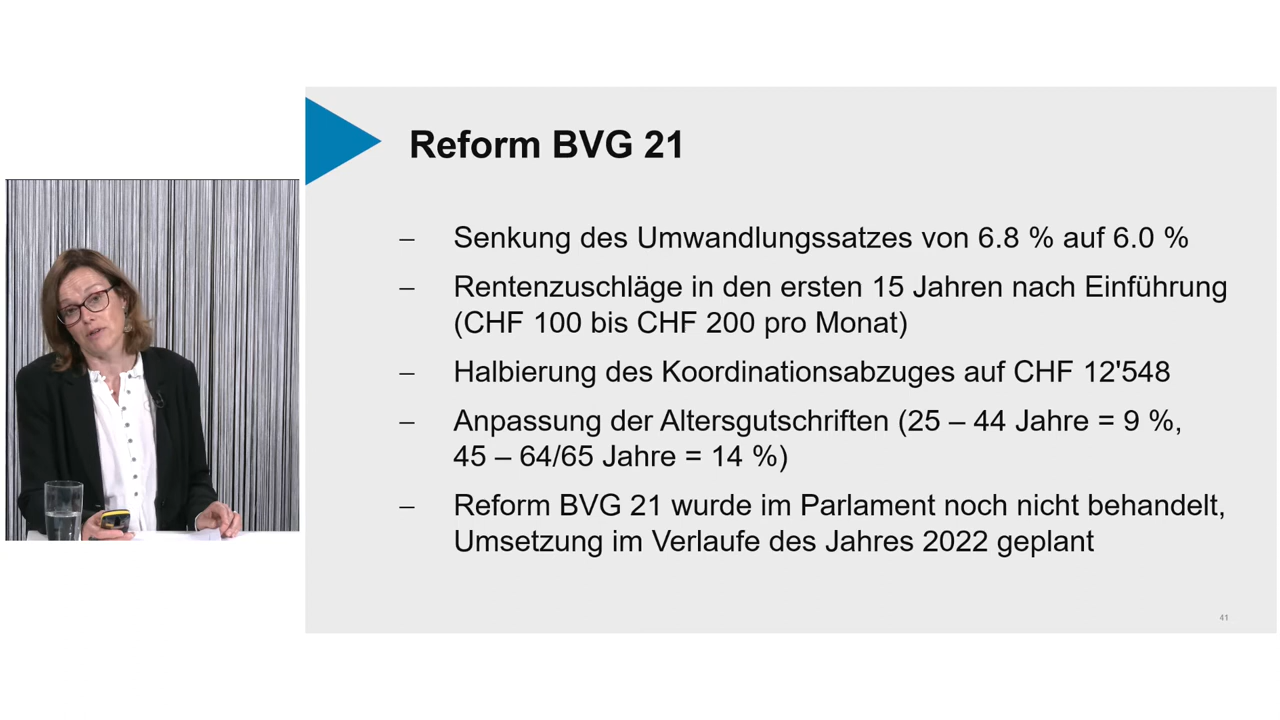 Reform BVG 21
– Senkung des Umwandlungssatzes von 6.8 % auf 6.0 %
– Rentenzuschläge in den ersten 15 Jahren nach Einführung
(CHF 100 bis CHF 200 pro Monat)
– Halbierung des Koordinationsabzuges auf CHF 12'548
– Anpassung der Altersgutschriften (25 – 44 Jahre = 9 %,
45 – 64/65 Jahre = 14 %)
– Reform BVG 21 wurde im Parlament noch nicht behandelt,
Umsetzung im Verlaufe des Jahres 2022 geplant
41